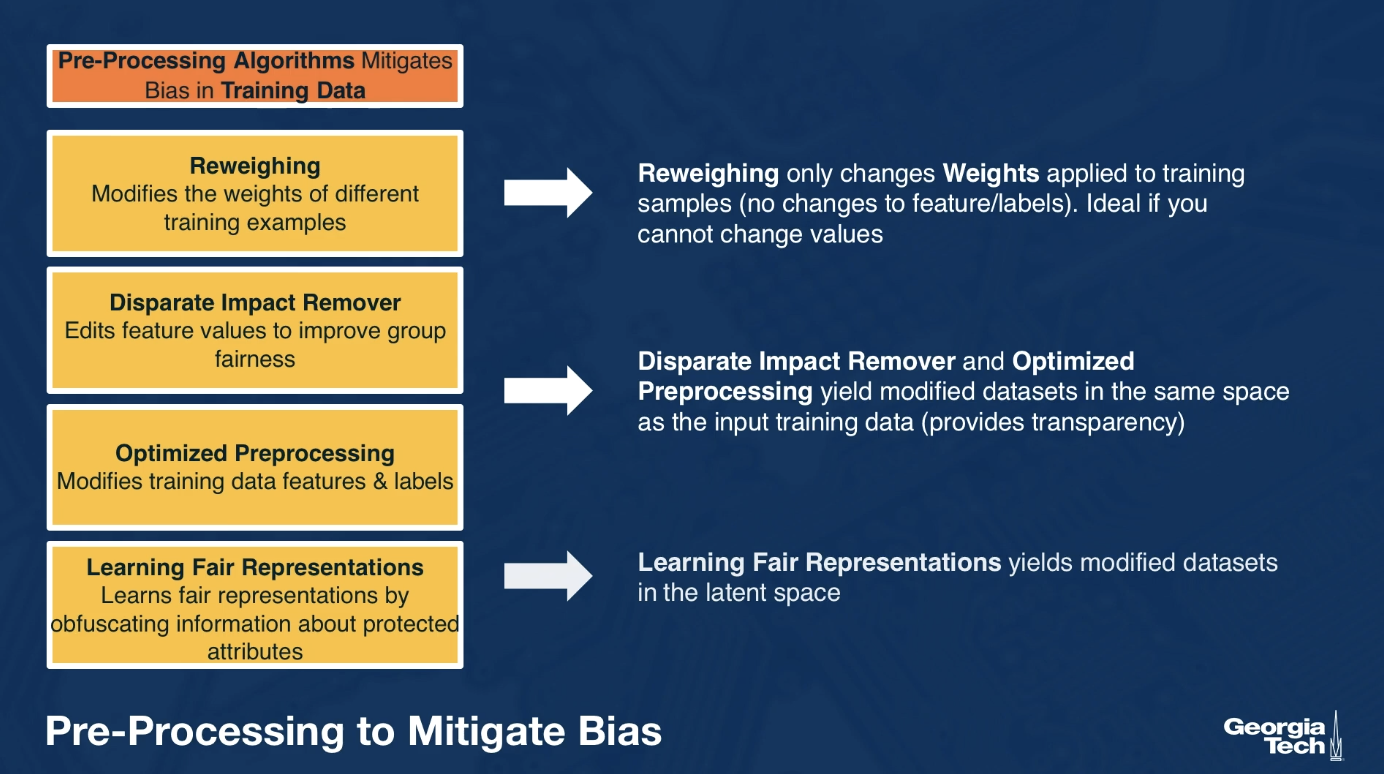 Pre-Processing Algorithms Mitigates
Bias in Training Data
Reweighing
Modifies the weights of different
training examples
Reweighing only changes Weights applied to training
samples (no changes to feature/labels). Ideal if you
cannot change values
Disparate Impact Remover
Edits feature values to improve group
fairness
Optimized Preprocessing
Modifies training data features & labels
Disparate Impact Remover and Optimized
Preprocessing yield modified datasets in the same space
as the input training data (provides transparency)
Learning Fair Representations
Learns fair representations by
obfuscating information about protected
attributes
Learning Fair Representations yields modified datasets
in the latent space
Pre-Processing to Mitigate Bias
Georgia
Tech